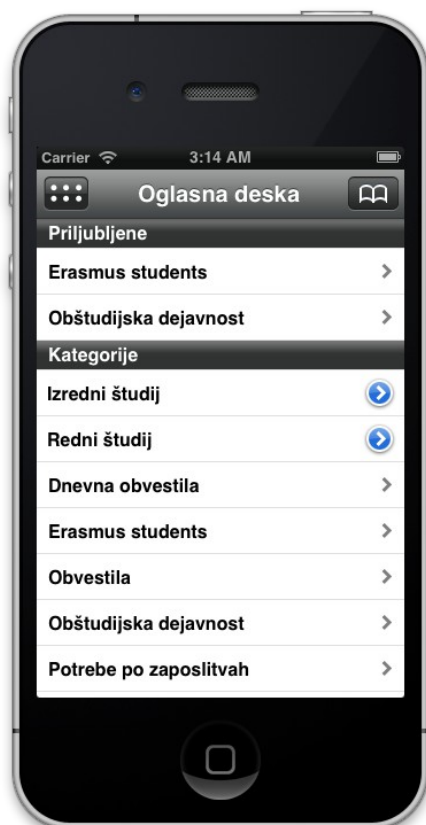 Carrier 3:14 AM
Oglasna deska
Priljubljene
Erasmus students
Obštudijska dejavnost
Kategorije
Izredni študij
Redni študij
Dnevna obvestila
Erasmus students
Obvestila
Obštudijska dejavnost
Potrebe po zaposlitvah